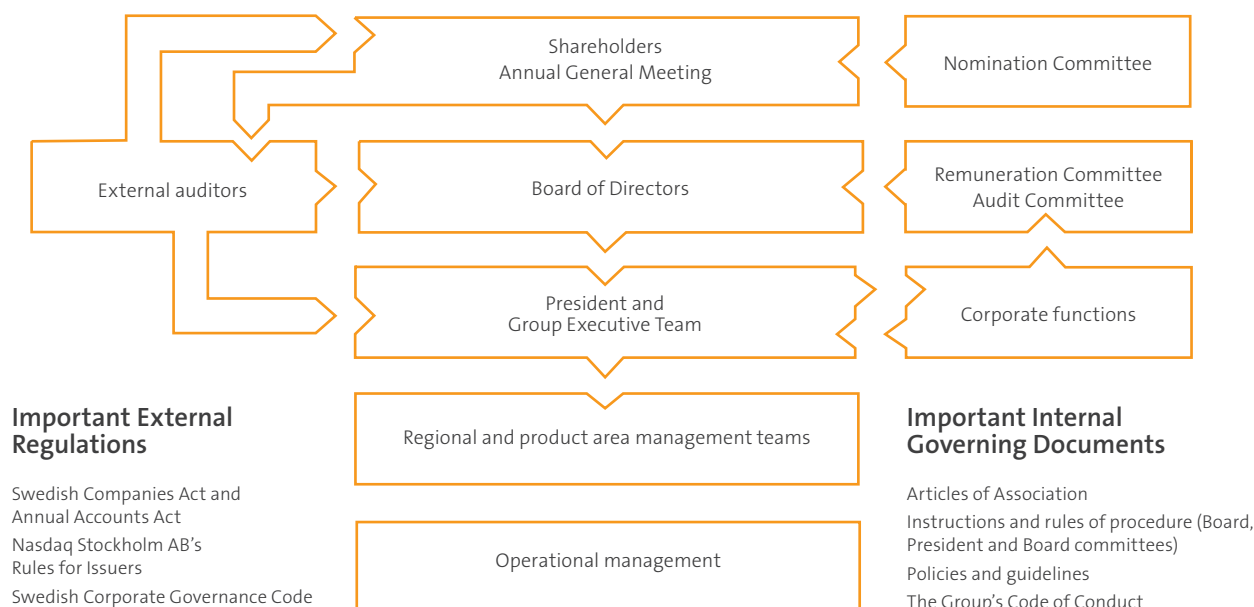 Shareholders
Annual General Meeting
Nomination Committee
External auditors
Board of Directors
Remuneration Committee
Audit Committee
President and
Group Executive Team
Corporate functions
Regional and product area management teams
Operational management
Important External
Regulations
Swedish Companies Act and
Annual Accounts Act
Nasdaq Stockholm AB’s
Rules for Issuers
Swedish Corporate Governance Code
Important Internal
Governing Documents
Articles of Association
Instructions and rules of procedure (Board,
President and Board committees)
Policies and guidelines
The Group’s Code of Conduct